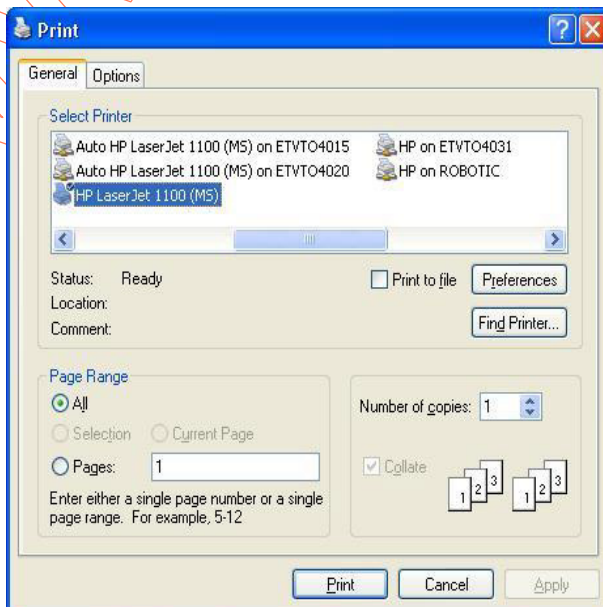 Print
General Options
Select Printer
Auto HP LaserJet 1100 (MS) on ETVTO4015 HP on ETVTO4031
Auto HP LaserJet 1100 (MS) on ETVTO4020 HP on ROBOTIC
HP LaserJet 1100 (MS)
Status: Ready Print to file Preferences
Location:
Comment: Find Printer...
Page Range
All
Selection Current Page
Pages: 1
Enter either a single page number or a single
page range. For example, 5-12
Number of copies: 1
Collate
1 2 3 1 2 3
Print Cancel Apply